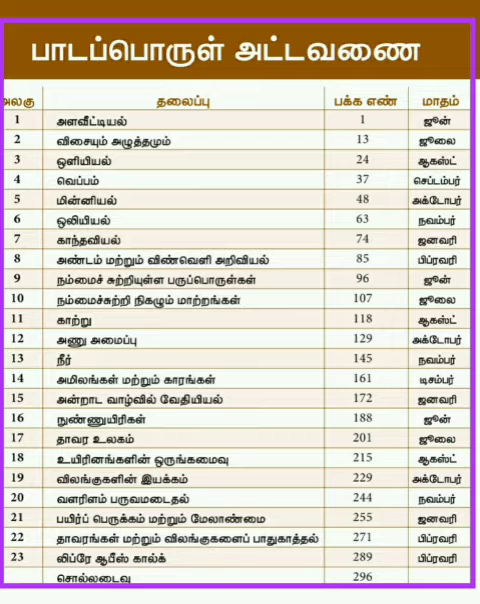 பாடப்பொருள் அட்டவணை
அலகு தலைப்பு பக்க எண் மாதம்
1 அளவீட்டியல் 1 ஜூன்
2 விசையும் அழுத்தமும் 13 ஜூலை
3 ஒளியியல் 24 ஆகஸ்ட்
4 வெப்பம் 37 செப்டம்பர்
5 மின்னியல் 48 அக்டோபர்
6 ஒலியியல் 63 நவம்பர்
7 காந்தவியல் 74 ஜனவரி
8 அண்டம் மற்றும் விண்வெளி அறிவியல் 85 பிப்ரவரி
9 நம்மைச் சுற்றியுள்ள பருப்பொருள்கள் 96 ஜூன்
10 நம்மைச்சுற்றி நிகழும் மாற்றங்கள் 107 ஜூலை
11 காற்று 118 ஆகஸ்ட்
12 அணு அமைப்பு 129 அக்டோபர்
13 நீர் 145 நவம்பர்
14 அமிலங்கள் மற்றும் காரங்கள் 161 டிசம்பர்
15 அன்றாட வாழ்வில் வேதியியல் 172 ஜனவரி
16 நுண்ணுயிரிகள் 188 ஜூன்
17 தாவர உலகம் 201 ஜூலை
18 உயிரினங்களின் ஒருங்கமைவு 215 ஆகஸ்ட்
19 விலங்குகளின் இயக்கம் 229 அக்டோபர்
20 வளரிளம் பருவமடைதல் 244 நவம்பர்
21 பயிர்ப் பெருக்கம் மற்றும் மேலாண்மை 255 ஜனவரி
22 தாவரங்கள் மற்றும் விலங்குகளைப் பாதுகாத்தல் 271 பிப்ரவரி
23 லிப்ரே ஆபீஸ் கால்க் 289 பிப்ரவரி
சொல்லடைவு 296